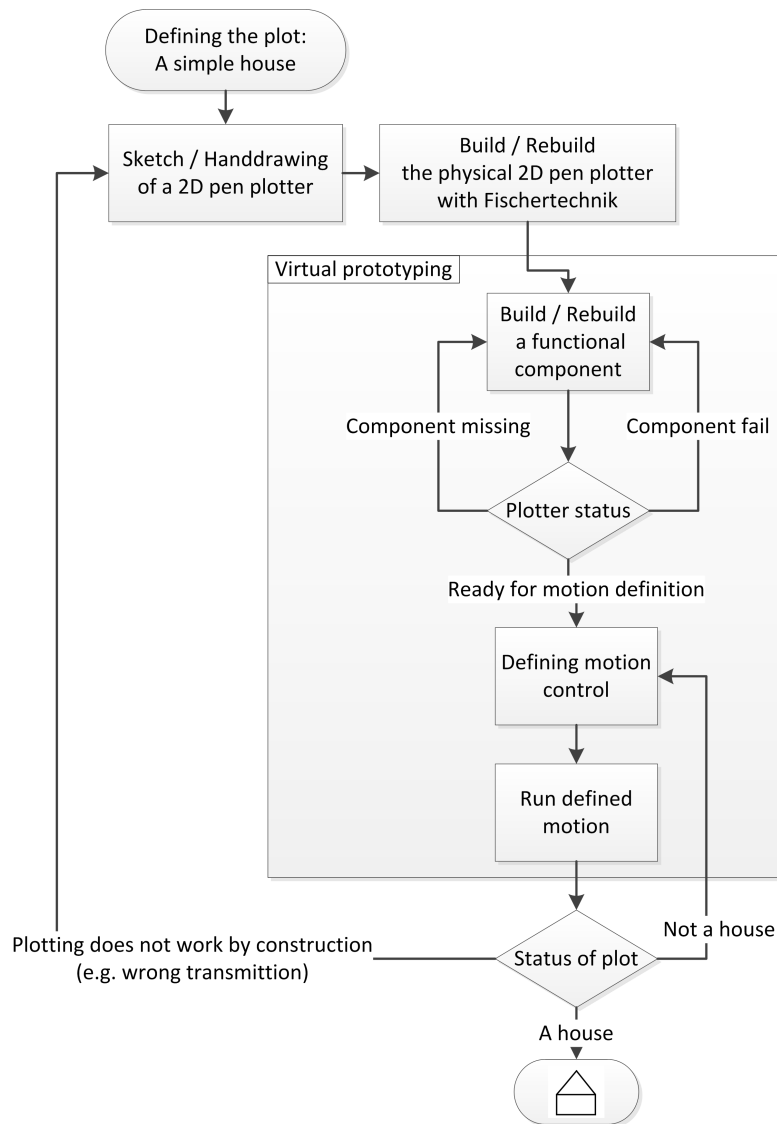 Defining the plot:
A simple house
Sketch / Handdrawing
of a 2D pen plotter
Build / Rebuild
the physical 2D pen plotter
with Fischertechnik
Virtual prototyping
Build / Rebuild
a functional
component
Component missing
Component fail
Plotter status
Ready for motion definition
Defining motion
control
Run defined
motion
Not a house
Plotting does not work by construction
(e.g. wrong transmittion)
Status of plot
A house